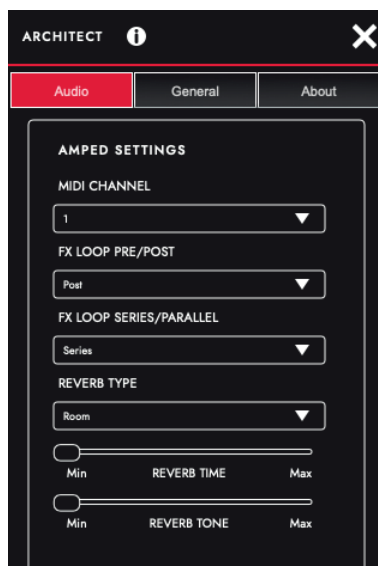 ARCHITECT i
Audio General About
AMPED SETTINGS
MIDI CHANNEL
1
FX LOOP PRE/POST
Post
FX LOOP SERIES/PARALLEL
Series
REVERB TYPE
Room
Min REVERB TIME Max
Min REVERB TONE Max